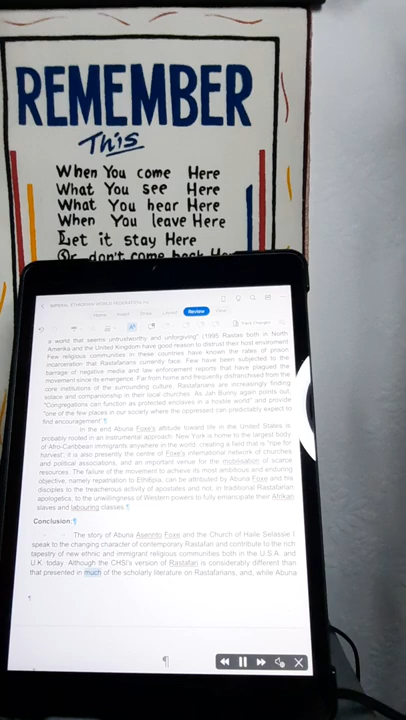 REMEMBER
This
When You come Here
What You see Here
What You hear Here
When You leave Here
Let it stay Here
Or don't come back Here
Home Insert Draw Layout Review View
Track Changes
a world that seems untrustworthy and unforgiving" (1995 Rastas both in North
Amerika and the United Kingdom have good reason to distrust their host enviroment
Few religious communities in these countries have known the rates of prison
incarceration that Rastafarians currently face. Few have been subjected to the
barrage of negative media and law enforcement reports that have plagued the
movement since its emergence. Far from home and frequently disfranchised from the
core institutions of the surrounding culture, Rastafarians are increasingly finding
solace and companionship in their local churches. As Jah Bunny again points out,
"Congregations can function as protected enclaves in a hostile world" and provide
"one of the few places in our society where the oppressed can predictably expect to
find encouragement".¶
In the end Abuna Foxe's attitude toward life in the United States is
probably rooted in an instrumental approach: New York is home to the largest body
of Afro-Caribbean immigrants anywhere in the world, creating a field that is "ripe for
harvest"; it is also presently the centre of Foxe's international network of churches
and political associations, and an important venue for the mobilisation of scarce
resources. The failure of the movement to achieve its most ambitious and enduring
objective, namely repatriation to Ethiopia, can be attributed by Abuna Foxe and his
disciples to the treacherous activity of apostates and not, in traditional Rastafarian
apologetics, to the unwillingness of Western powers to fully emancipate their Afrikan
slaves and labouring classes.¶
Conclusion:¶
The story of Abuna Asento Foxe and the Church of Haile Selassie I
speak to the changing character of contemporary Rastafari and contribute to the rich
tapestry of new ethnic and immigrant religious communities both in the U.S.A. and
U.K. today. Although the CHSI's version of Rastafari is considerably different than
that presented in much of the scholarly literature on Rastafarians, and, while Abuna
¶
¶